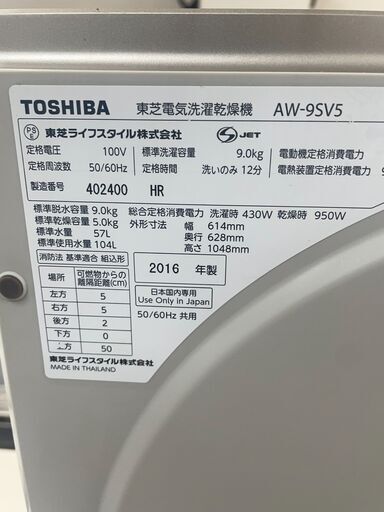 TOSHIBA 東芝電気洗濯乾燥機 AW-9SV5
PS E 東芝ライフスタイル株式会社 S-JET
定格電圧 100V 標準洗濯容量 9.0kg 電動機定格消費電力
定格周波数 50/60Hz 定格時間 洗いのみ 12分 電熱装置定格消費電力
製造番号 402400 HR
標準脱水容量 9.0kg 総合定格消費電力 洗濯時 430W 乾燥時 950W
標準乾燥容量 5.0kg 外形寸法 幅 614mm
標準水量 57L 奥行 628mm
標準使用水量 104L 高さ 1048mm
消防法 基準適合 組込形
場所 可燃物からの離隔距離(cm)
左方 5
右方 5
後方 2
下方 0
上方 50
2016 年製
日本国内専用
Use Only in Japan
50/60Hz 共用
東芝ライフスタイル株式会社
MADE IN THAILAND